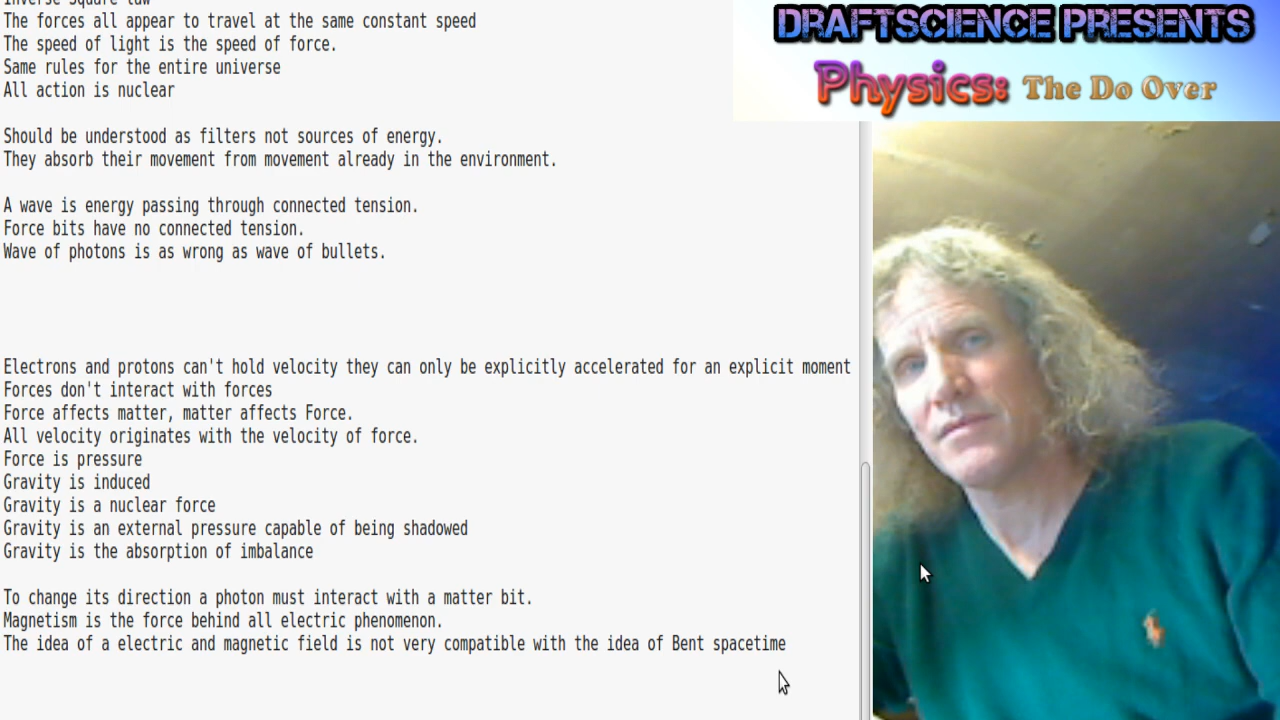 Inverse Square law
The forces all appear to travel at the same constant speed
The speed of light is the speed of force.
Same rules for the entire universe
All action is nuclear
Should be understood as filters not sources of energy.
They absorb their movement from movement already in the environment.
A wave is energy passing through connected tension.
Force bits have no connected tension.
Wave of photons is as wrong as wave of bullets.
Electrons and protons can't hold velocity they can only be explicitly accelerated for an explicit moment
Forces don't interact with forces
Force affects matter, matter affects Force.
All velocity originates with the velocity of force.
Force is pressure
Gravity is induced
Gravity is a nuclear force
Gravity is an external pressure capable of being shadowed
Gravity is the absorption of imbalance
To change its direction a photon must interact with a matter bit.
Magnetism is the force behind all electric phenomenon.
The idea of a electric and magnetic field is not very compatible with the idea of Bent spacetime
DRAFTSCIENCE PRESENTS
Physics: The Do Over